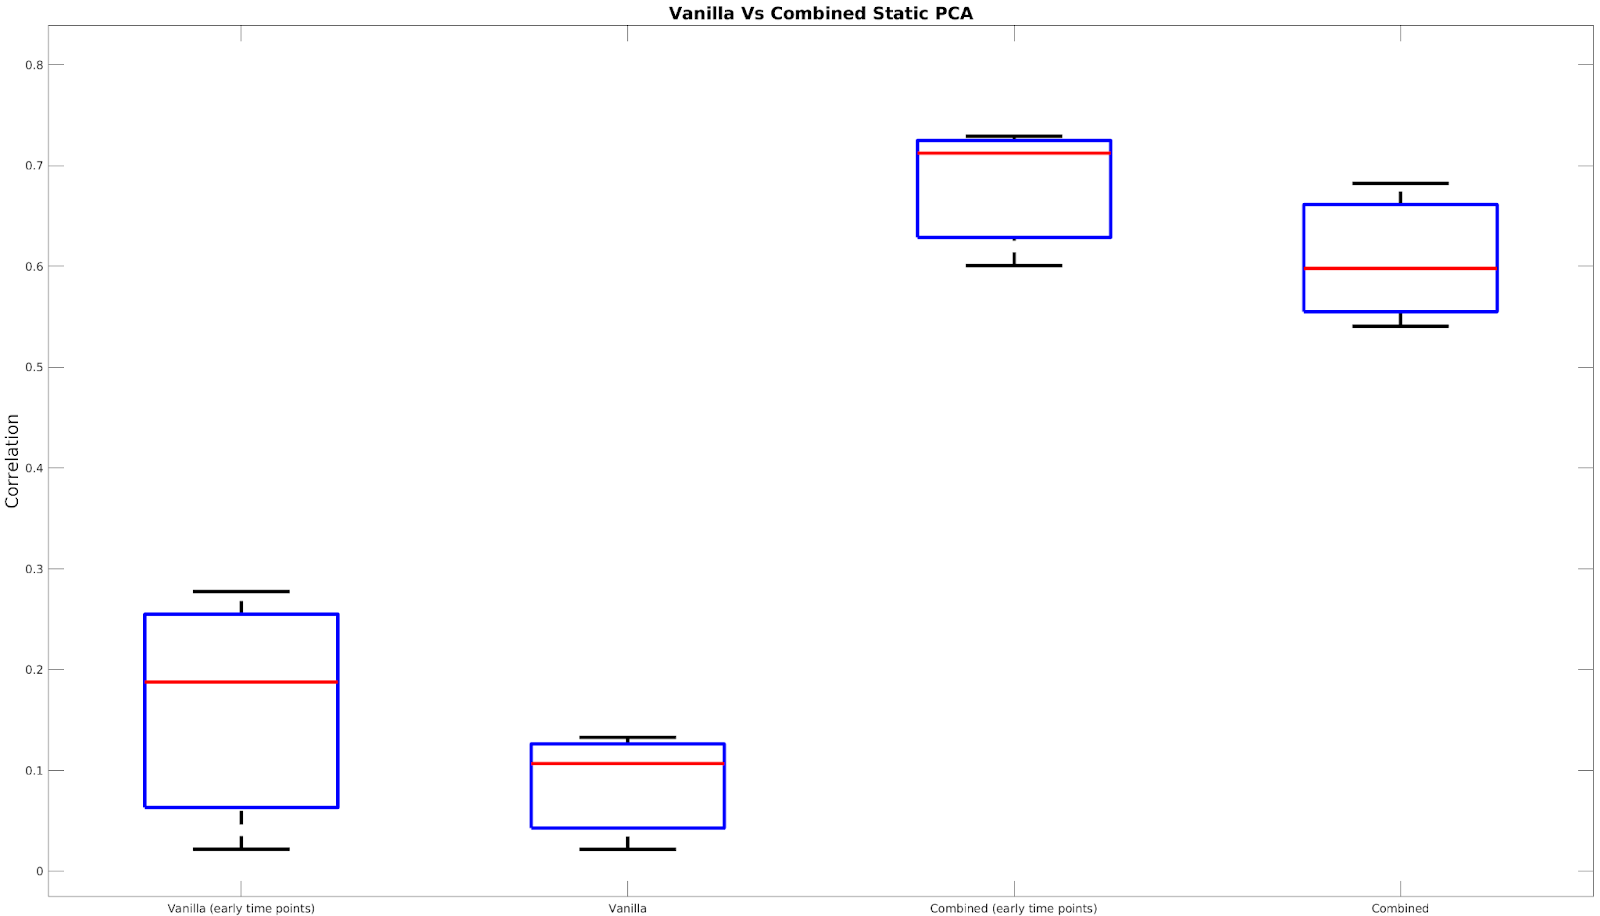 Vanilla Vs Combined Static PCA
Correlation
0.8
0.7
0.6
0.5
0.4
0.3
0.2
0.1
0
Vanilla (early time points)
Vanilla
Combined (early time points)
Combined